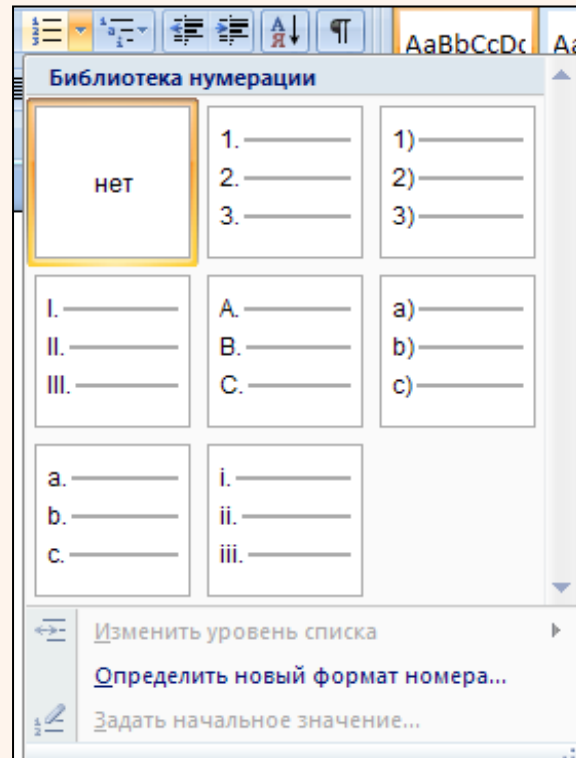 AaBbCcDc Aa
Библиотека нумерации
нет
1.
2.
3.
1)
2)
3)
I.
II.
III.
A.
B.
C.
a)
b)
c)
a.
b.
c.
i.
ii.
iii.
Изменить уровень списка
Определить новый формат номера...
Задать начальное значение...